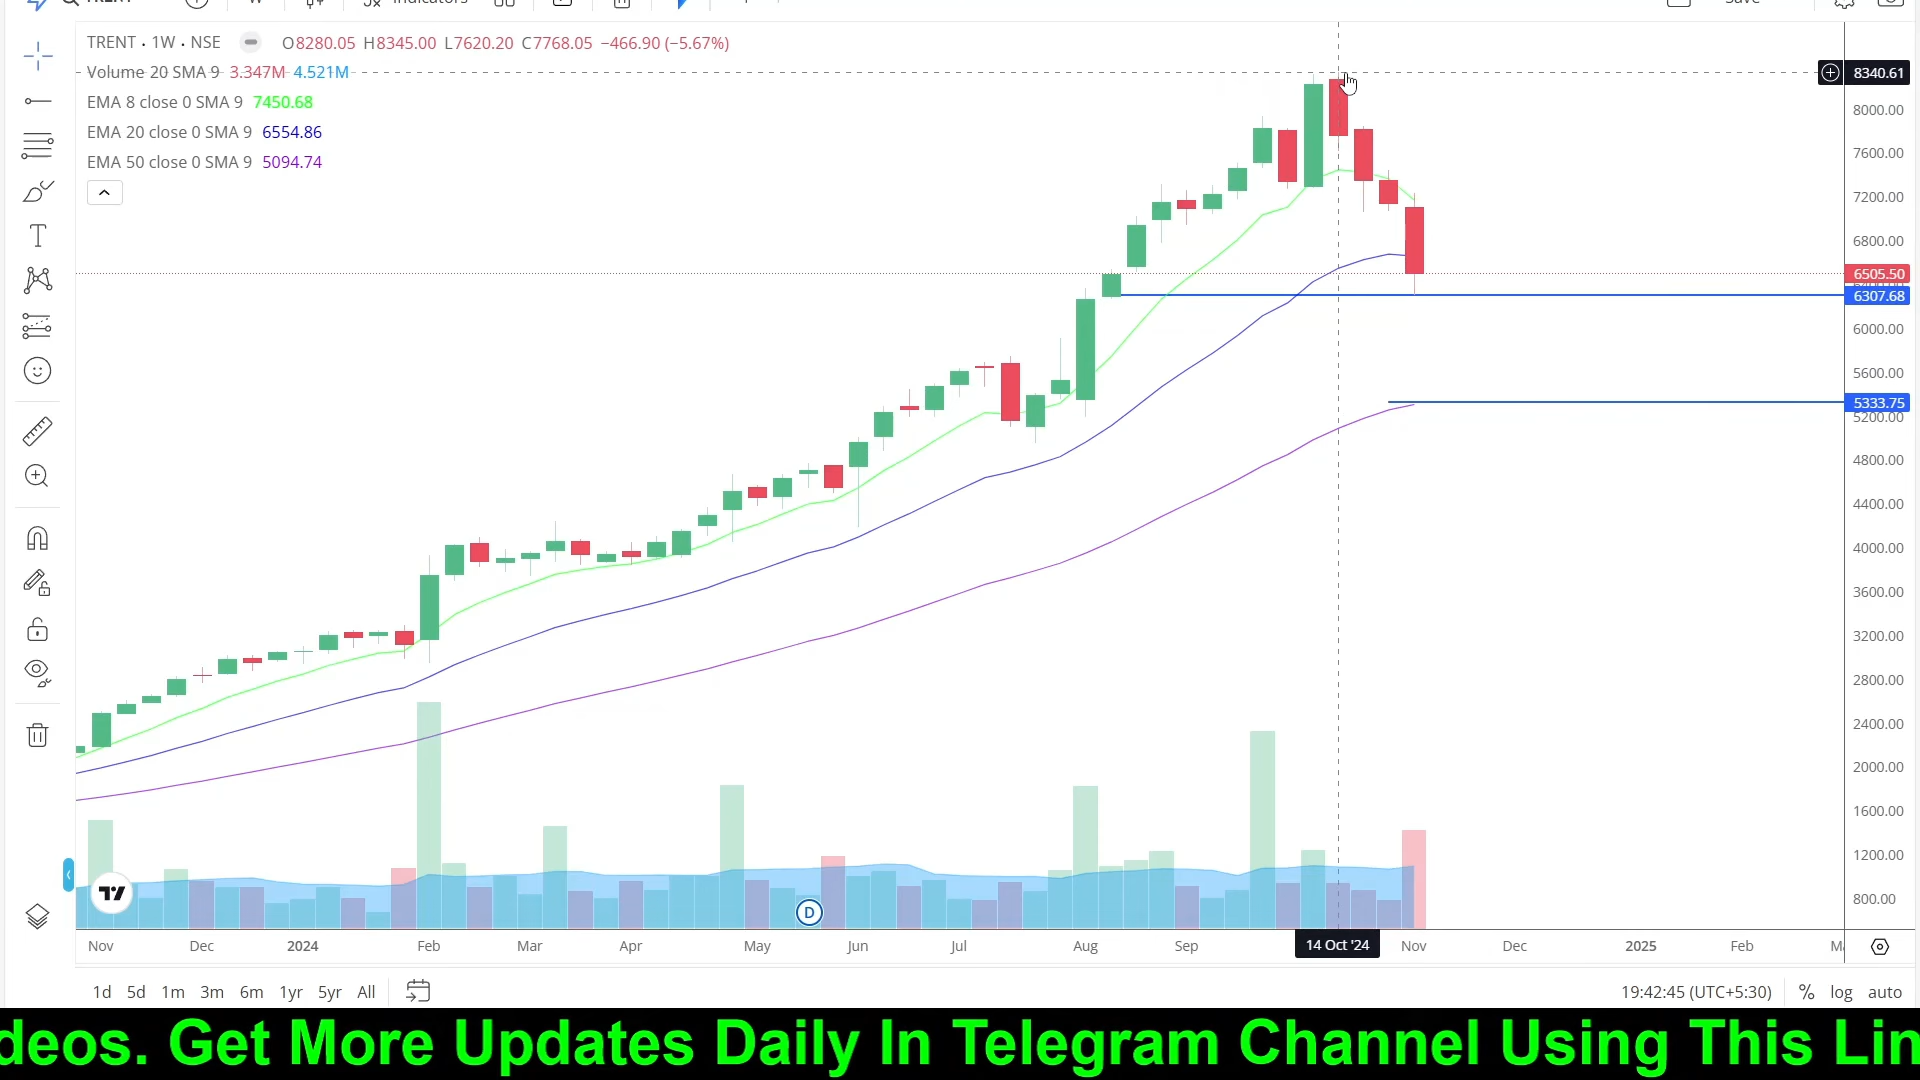 TRENT
W
Indicators
Save
TRENT · 1W · NSE O8280.05 H8345.00 L7620.20 C7768.05 −466.90 (−5.67%)
Volume 20 SMA 9 3.347M 4.521M
EMA 8 close 0 SMA 9 7450.68
EMA 20 close 0 SMA 9 6554.86
EMA 50 close 0 SMA 9 5094.74
8340.61
8000.00
7600.00
7200.00
6800.00
6505.50
6307.68
6000.00
5600.00
5333.75
5200.00
4800.00
4400.00
4000.00
3600.00
3200.00
2800.00
2400.00
2000.00
1600.00
1200.00
800.00
D
Nov Dec 2024 Feb Mar Apr May Jun Jul Aug Sep 14 Oct '24 Nov Dec 2025 Feb
1d 5d 1m 3m 6m 1yr 5yr All 19:42:45 (UTC+5:30) % log auto
deos. Get More Updates Daily In Telegram Channel Using This Lin